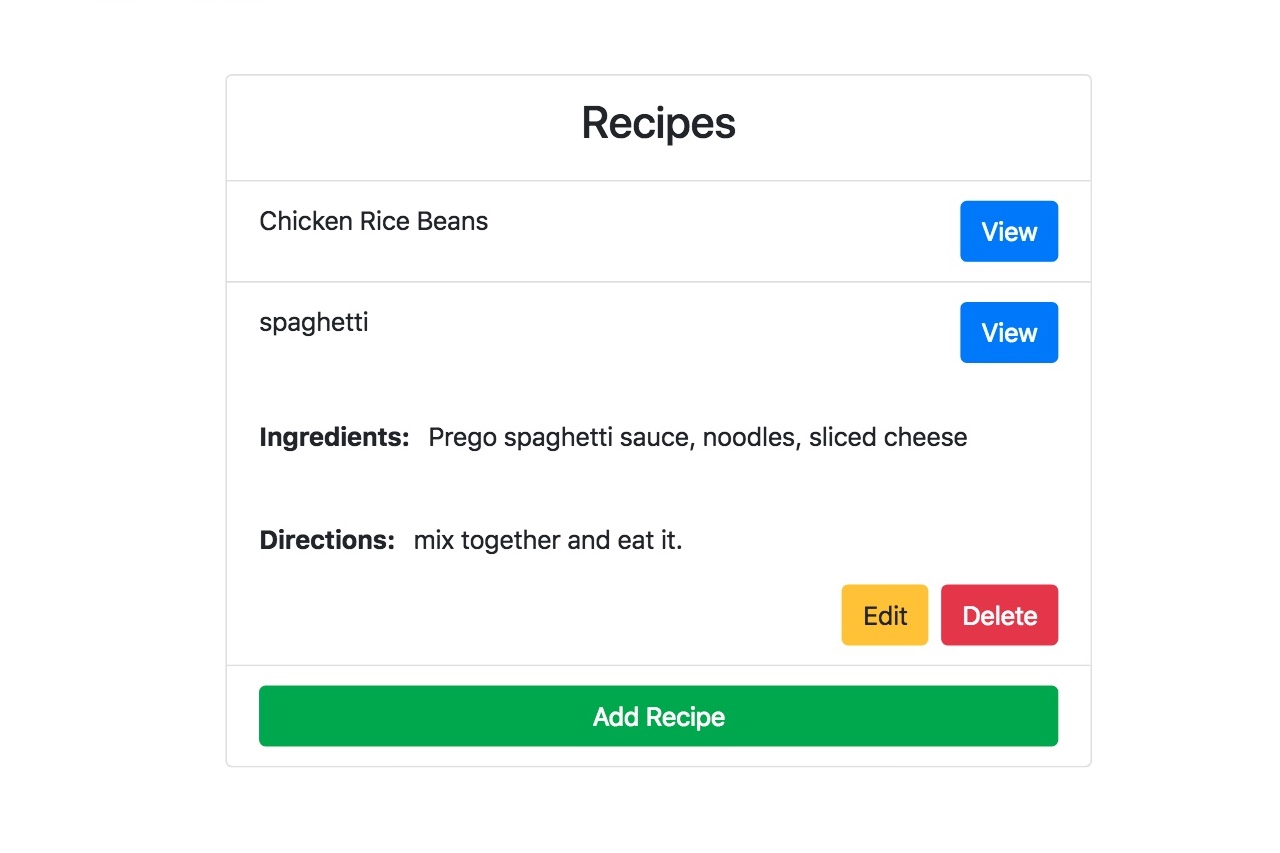 Recipes
Chicken Rice Beans View
spaghetti View
Ingredients: Prego spaghetti sauce, noodles, sliced cheese
Directions: mix together and eat it.
Edit Delete
Add Recipe